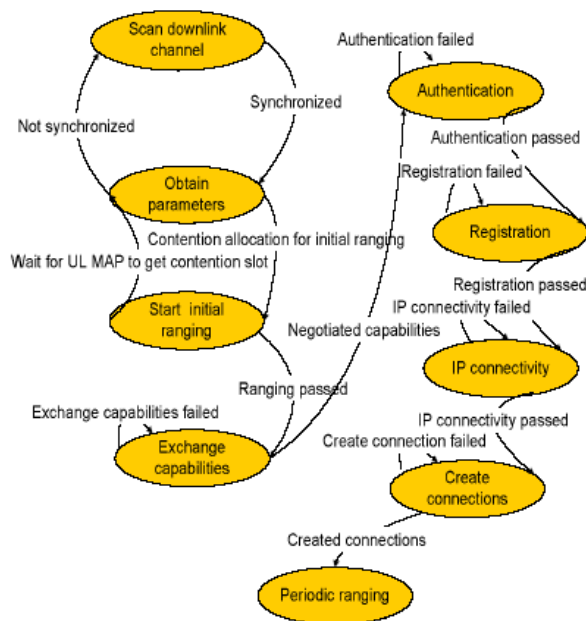 Scan downlink
channel
Not synchronized
Synchronized
Obtain
parameters
Contention allocation for initial ranging
Wait for UL MAP to get contention slot
Start initial
ranging
Ranging passed
Exchange capabilities failed
Exchange
capabilities
Negotiated capabilities
Authentication failed
Authentication
Authentication passed
Registration failed
Registration
Registration passed
IP connectivity failed
IP connectivity
IP connectivity passed
Create connection failed
Create
connections
Created connections
Periodic ranging